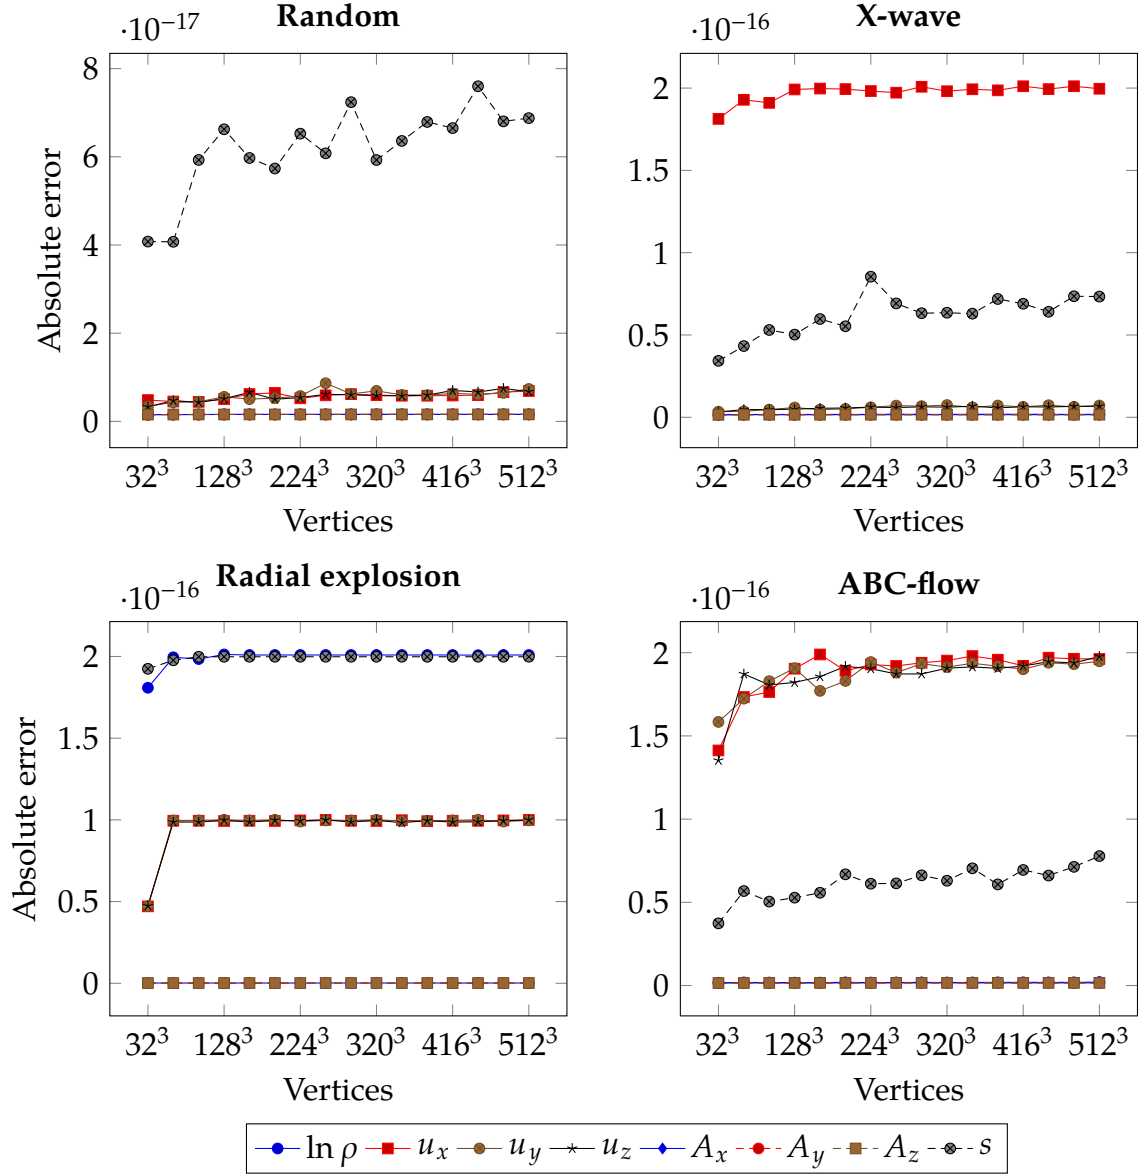 Random
X-wave
·10⁻¹⁷
·10⁻¹⁶
Absolute error
8
6
4
2
0
32³ 128³ 224³ 320³ 416³ 512³
Vertices
2
1.5
1
0.5
0
32³ 128³ 224³ 320³ 416³ 512³
Vertices
Radial explosion
ABC-flow
·10⁻¹⁶
·10⁻¹⁶
Absolute error
2
1.5
1
0.5
0
32³ 128³ 224³ 320³ 416³ 512³
Vertices
2
1.5
1
0.5
0
32³ 128³ 224³ 320³ 416³ 512³
Vertices
ln ρ u_x u_y u_z A_x A_y A_z s